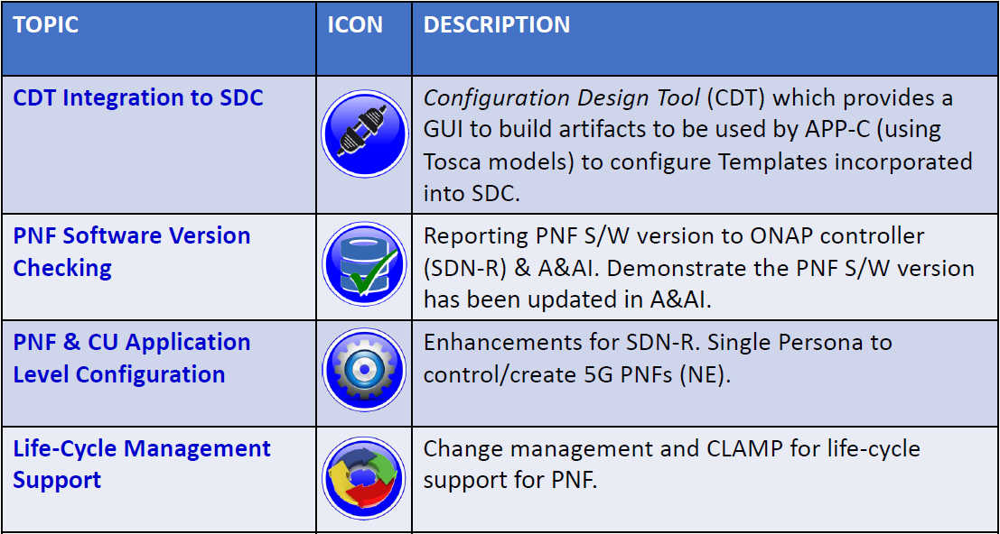 TOPIC
ICON
DESCRIPTION
CDT Integration to SDC
Configuration Design Tool (CDT) which provides a
GUI to build artifacts to be used by APP-C (using
Tosca models) to configure Templates incorporated
into SDC.
PNF Software Version
Checking
Reporting PNF S/W version to ONAP controller
(SDN-R) & A&AI. Demonstrate the PNF S/W version
has been updated in A&AI.
PNF & CU Application
Level Configuration
Enhancements for SDN-R. Single Persona to
control/create 5G PNFs (NE).
Life-Cycle Management
Support
Change management and CLAMP for life-cycle
support for PNF.